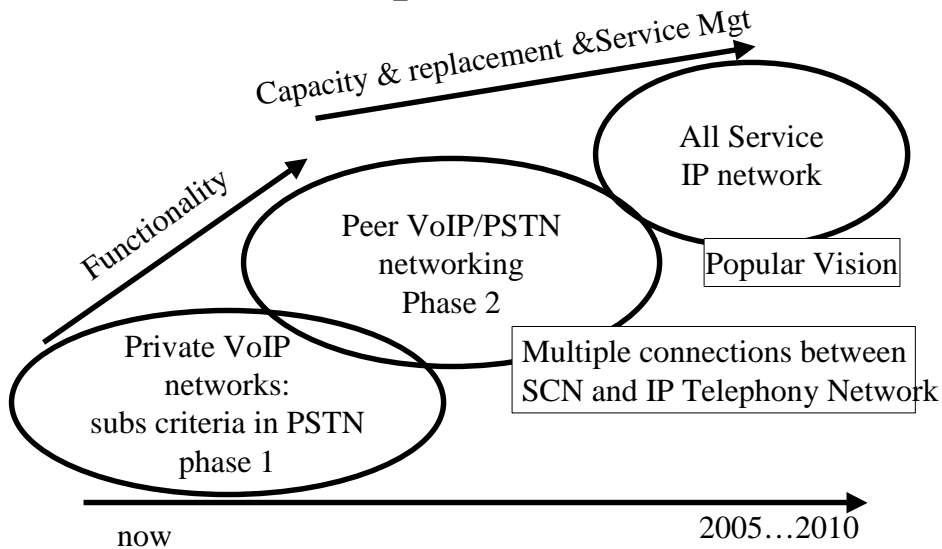 Capacity & replacement &Service Mgt
Functionality
All Service
IP network
Popular Vision
Peer VoIP/PSTN
networking
Phase 2
Multiple connections between
SCN and IP Telephony Network
Private VoIP
networks:
subs criteria in PSTN
phase 1
now
2005…2010